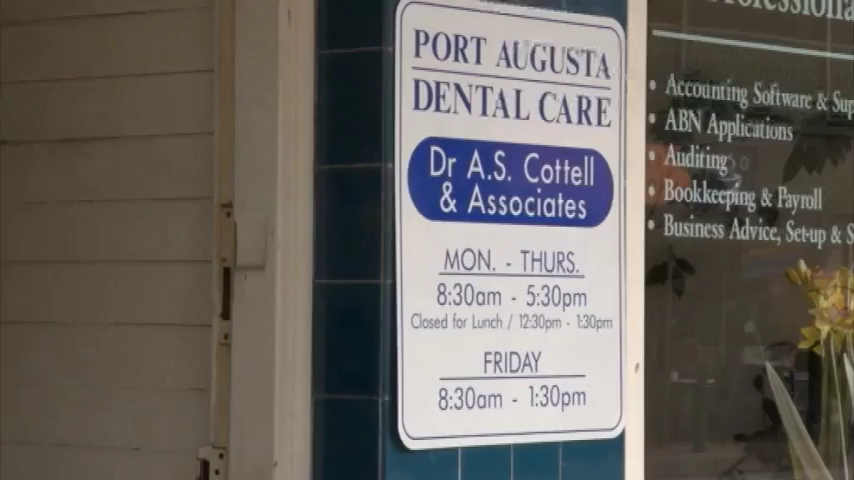 PORT AUGUSTA
DENTAL CARE
Dr A.S. Cottell
& Associates
MON. - THURS.
8:30am - 5:30pm
Closed for Lunch / 12:30pm - 1:30pm
FRIDAY
8:30am - 1:30pm
• Accounting Software & Sup
• ABN Applications
• Auditing
• Bookkeeping & Payroll
• Business Advice, Set-up & S